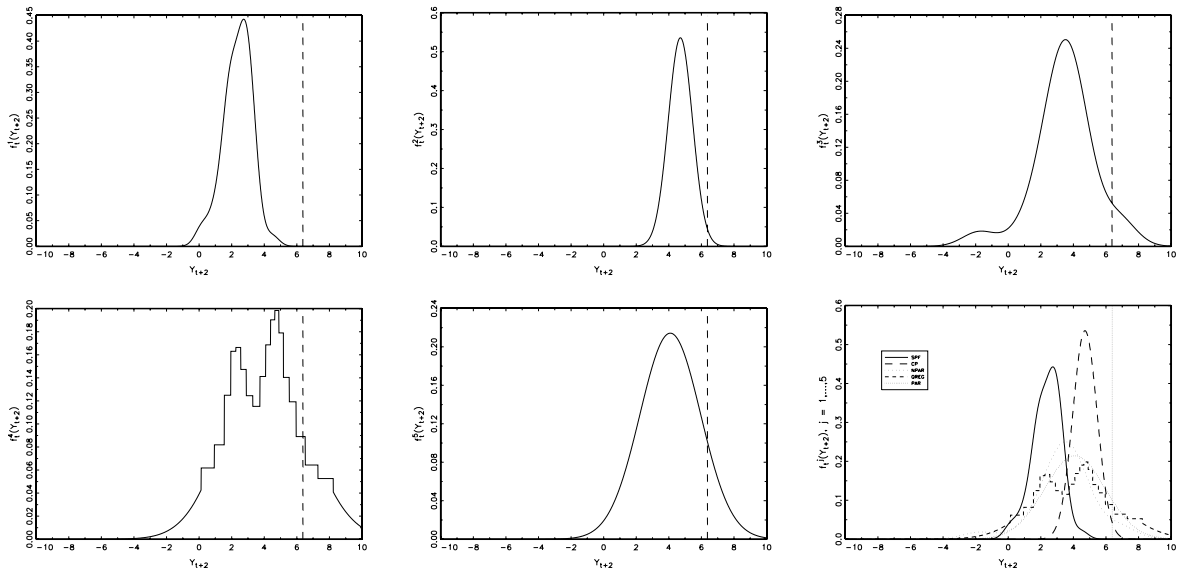 0.00 0.05 0.10 0.15 0.20 0.25 0.30 0.35 0.40 0.45
f_t^1(Y_{t+2})
-10 -8 -6 -4 -2 0 2 4 6 8 10
Y_{t+2}
0.0 0.1 0.2 0.3 0.4 0.5 0.6
f_t^2(Y_{t+2})
-10 -8 -6 -4 -2 0 2 4 6 8 10
Y_{t+2}
0.00 0.04 0.08 0.12 0.16 0.20 0.24 0.28
f_t^3(Y_{t+2})
-10 -8 -6 -4 -2 0 2 4 6 8 10
Y_{t+2}
0.00 0.02 0.04 0.06 0.08 0.10 0.12 0.14 0.16 0.18 0.20
f_t^4(Y_{t+2})
-10 -8 -6 -4 -2 0 2 4 6 8 10
Y_{t+2}
0.00 0.04 0.08 0.12 0.16 0.20 0.24
f_t^5(Y_{t+2})
-10 -8 -6 -4 -2 0 2 4 6 8 10
Y_{t+2}
0.0 0.1 0.2 0.3 0.4 0.5 0.6
f_t^j(Y_{t+2}), j = 1,...,5
SPF
CP
NPAR
QREG
PAR
-10 -8 -6 -4 -2 0 2 4 6 8 10
Y_{t+2}